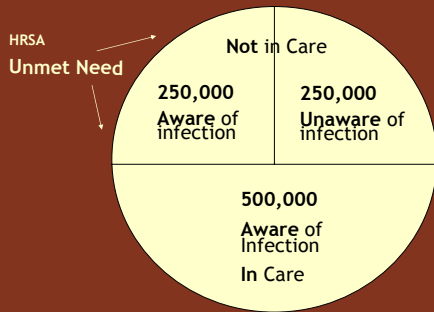 HRSA
Unmet Need
Not in Care
250,000
Aware of
infection
250,000
Unaware of
infection
500,000
Aware of
Infection
In Care